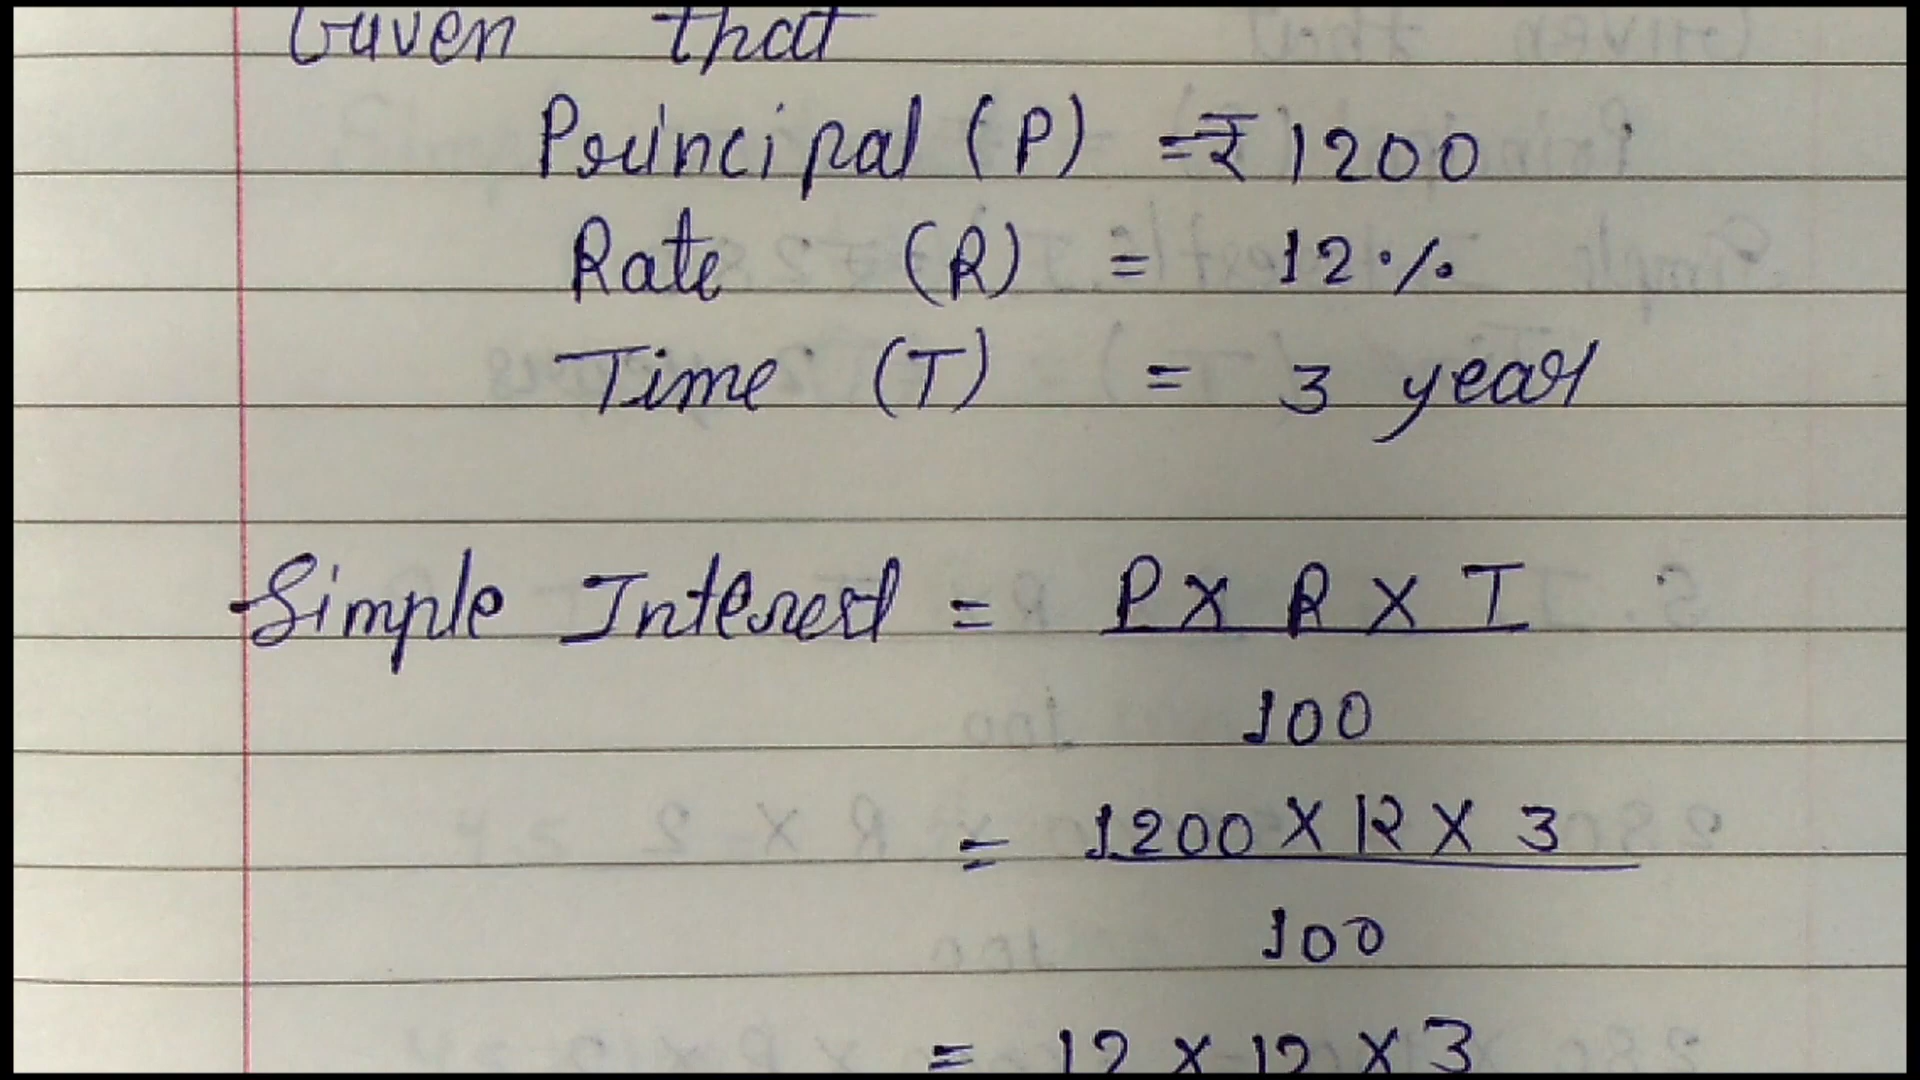 Given that
Principal (P) = ₹ 1200
Rate (R) = 12%
Time (T) = 3 year
Simple Interest = P X R X T
100
= 1200 X 12 X 3
100
= 12 X 12 X 3